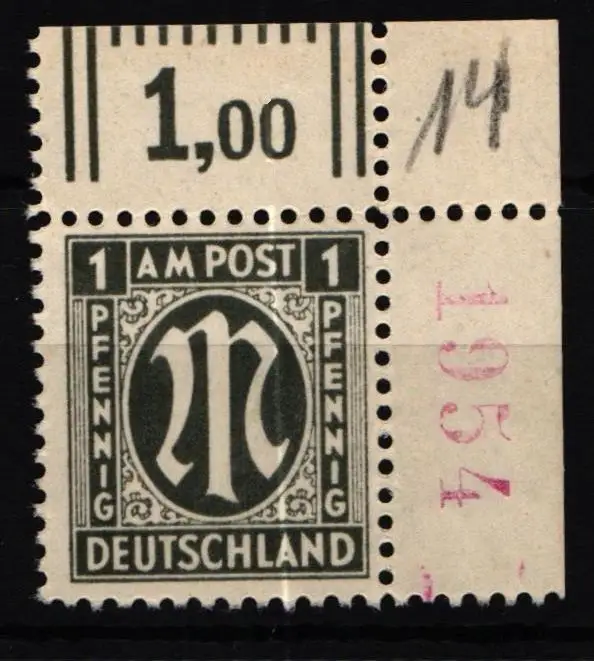 1,00
14
1 AM POST 1
PFENNIG
M
PFENNIG
DEUTSCHLAND
1954